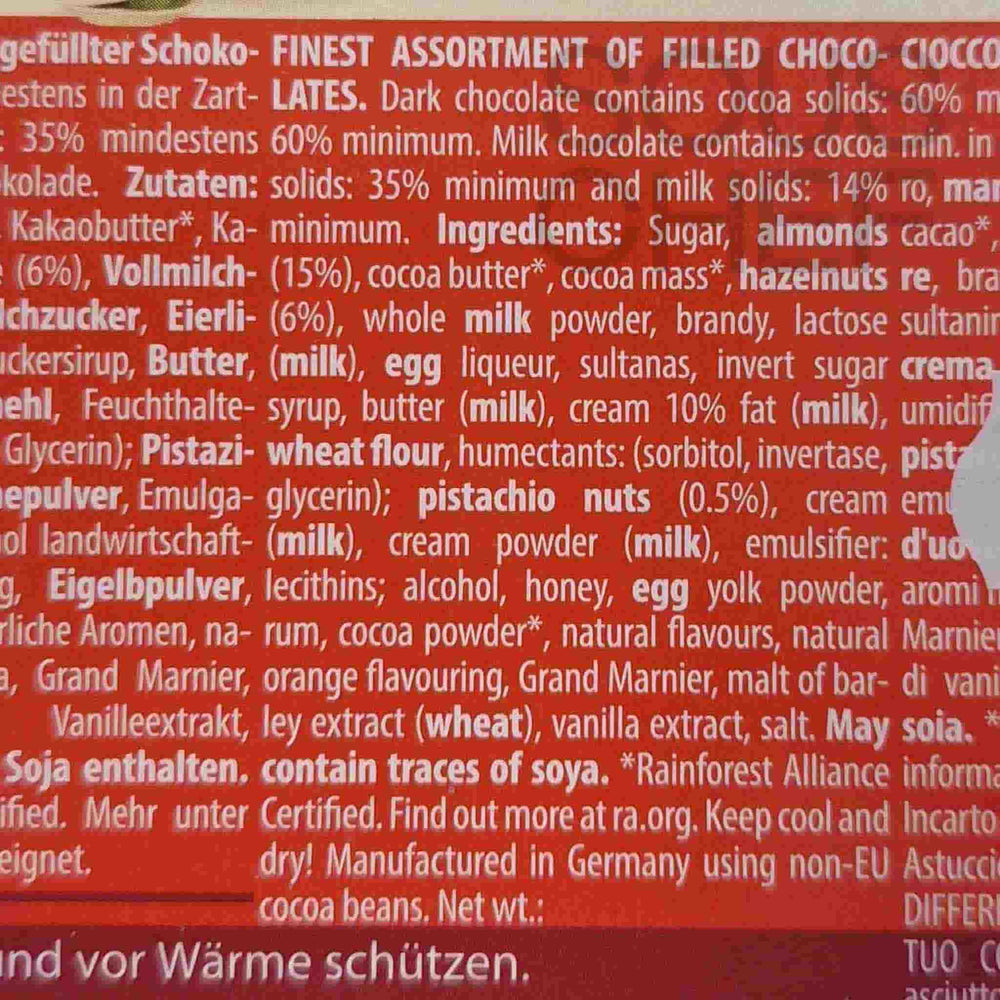 gefüllter Schoko-
estens in der Zart-
: 35% mindestens
kolade. Zutaten:
Kakaobutter*, Ka-
(6%), Vollmilch-
lchzucker, Eierli-
uckersirup, Butter,
ehl, Feuchthalte-
Glycerin); Pistazi-
epulver, Emulga-
ol landwirtschaft-
g, Eigelbpulver,
rliche Aromen, na-
a, Grand Marnier,
Vanilleextrakt,
Soja enthalten.
ified. Mehr unter
eignet.
FINEST ASSORTMENT OF FILLED CHOCO-
LATES. Dark chocolate contains cocoa solids:
60% minimum. Milk chocolate contains cocoa
solids: 35% minimum and milk solids: 14%
minimum. Ingredients: Sugar, almonds
(15%), cocoa butter*, cocoa mass*, hazelnuts
(6%), whole milk powder, brandy, lactose
(milk), egg liqueur, sultanas, invert sugar
syrup, butter (milk), cream 10% fat (milk),
wheat flour, humectants: (sorbitol, invertase,
glycerin); pistachio nuts (0.5%), cream
(milk), cream powder (milk), emulsifier:
lecithins; alcohol, honey, egg yolk powder,
rum, cocoa powder*, natural flavours, natural
orange flavouring, Grand Marnier, malt of bar-
ley extract (wheat), vanilla extract, salt. May
contain traces of soya. *Rainforest Alliance
Certified. Find out more at ra.org. Keep cool and
dry! Manufactured in Germany using non-EU
cocoa beans. Net wt.:
CIOCCO
60% m
min. in
ro, man
cacao*,
re, bra
sultanin
crema
umidif
pista
emu
d'uo
aromi
Marnie
di vani
soia. *
informa
Incarto
Astucci
DIFFER
TUO C
asciutto
und vor Wärme schützen.